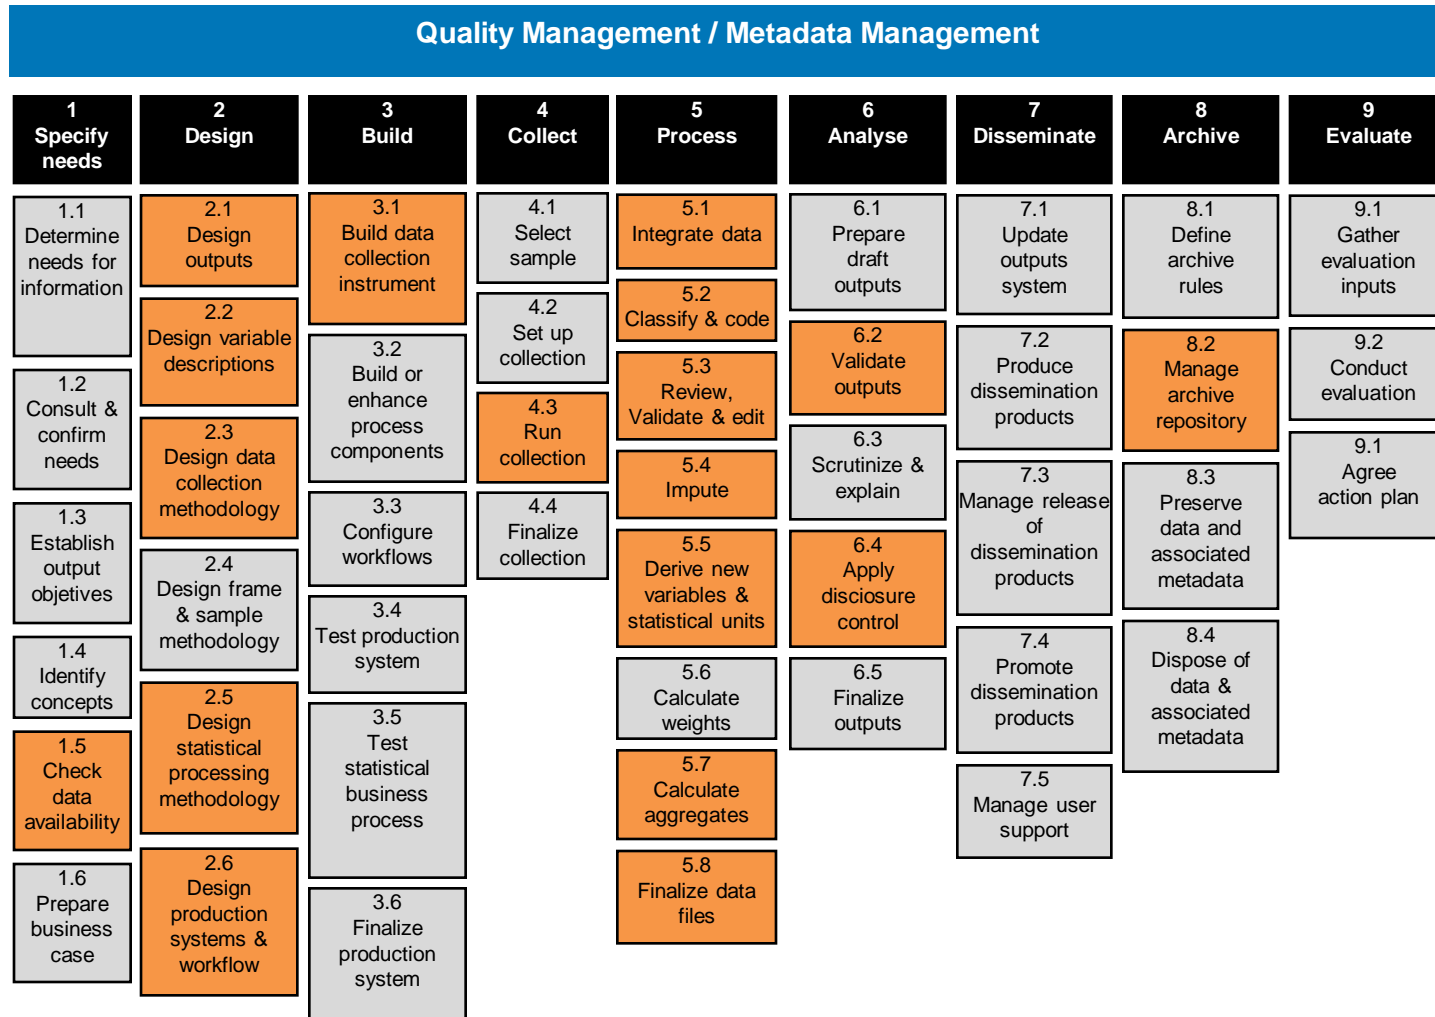 Quality Management / Metadata Management
1
Specify
needs
1.1
Determine
needs for
information
1.2
Consult &
confirm
needs
1.3
Establish
output
objetives
1.4
Identify
concepts
1.5
Check
data
availability
1.6
Prepare
business
case
2
Design
2.1
Design
outputs
2.2
Design variable
descriptions
2.3
Design data
collection
methodology
2.4
Design frame
& sample
methodology
2.5
Design
statistical
processing
methodology
2.6
Design
production
systems &
workflow
3
Build
3.1
Build data
collection
instrument
3.2
Build or
enhance
process
components
3.3
Configure
workflows
3.4
Test production
system
3.5
Test
statistical
business
process
3.6
Finalize
production
system
4
Collect
4.1
Select
sample
4.2
Set up
collection
4.3
Run
collection
4.4
Finalize
collection
5
Process
5.1
Integrate data
5.2
Classify & code
5.3
Review,
Validate & edit
5.4
Impute
5.5
Derive new
variables &
statistical units
5.6
Calculate
weights
5.7
Calculate
aggregates
5.8
Finalize data
files
6
Analyse
6.1
Prepare
draft
outputs
6.2
Validate
outputs
6.3
Scrutinize &
explain
6.4
Apply
disclosure
control
6.5
Finalize
outputs
7
Disseminate
7.1
Update
outputs
system
7.2
Produce
dissemination
products
7.3
Manage release
of
dissemination
products
7.4
Promote
dissemination
products
7.5
Manage user
support
8
Archive
8.1
Define
archive
rules
8.2
Manage
archive
repository
8.3
Preserve
data and
associated
metadata
8.4
Dispose of
data &
associated
metadata
9
Evaluate
9.1
Gather
evaluation
inputs
9.2
Conduct
evaluation
9.1
Agree
action plan